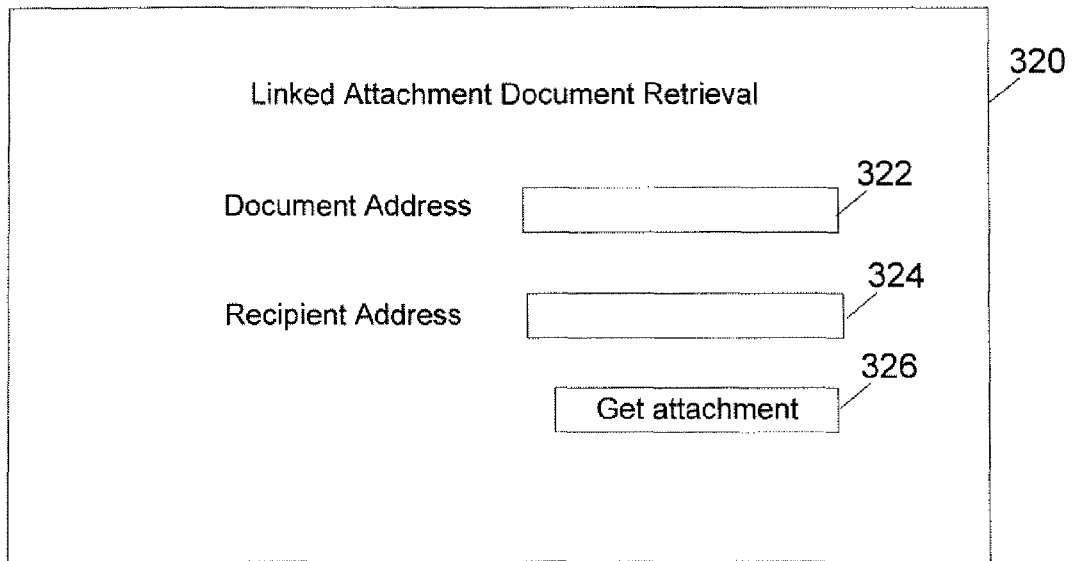 320
Linked Attachment Document Retrieval
322
Document Address
324
Recipient Address
326
Get attachment